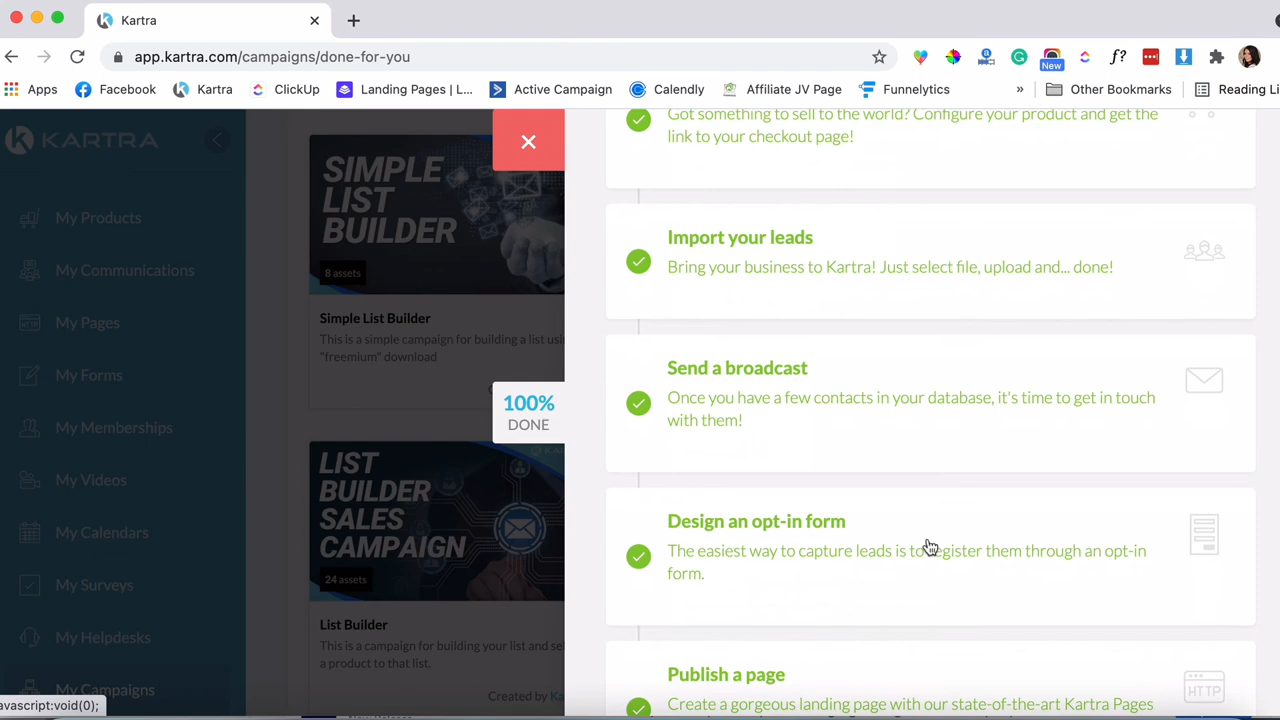 Kartra
app.kartra.com/campaigns/done-for-you
f?
New
Apps
Facebook
Kartra
ClickUp
Landing Pages | L...
Active Campaign
Calendly
Affiliate JV Page
Funnelytics
»
Other Bookmarks
Reading Li
KARTRA
My Products
My Communications
My Pages
My Forms
My Memberships
My Videos
My Calendars
My Surveys
My Helpdesks
My Campaigns
avascript:void(0);
SIMPLE
LIST
BUILDER
8 assets
Simple List Builder
This is a simple campaign for building a list usi
"freemium" download
LIST
BUILDER
SALES
CAMPAIGN
24 assets
List Builder
This is a campaign for building your list and se
a product to that list.
Created by Ka
100%
DONE
Got something to sell to the world? Configure your product and get the
link to your checkout page!
Import your leads
Bring your business to Kartra! Just select file, upload and... done!
Send a broadcast
Once you have a few contacts in your database, it's time to get in touch
with them!
Design an opt-in form
The easiest way to capture leads is to register them through an opt-in
form.
Publish a page
HTTP
Create a gorgeous landing page with our state-of-the-art Kartra Pages